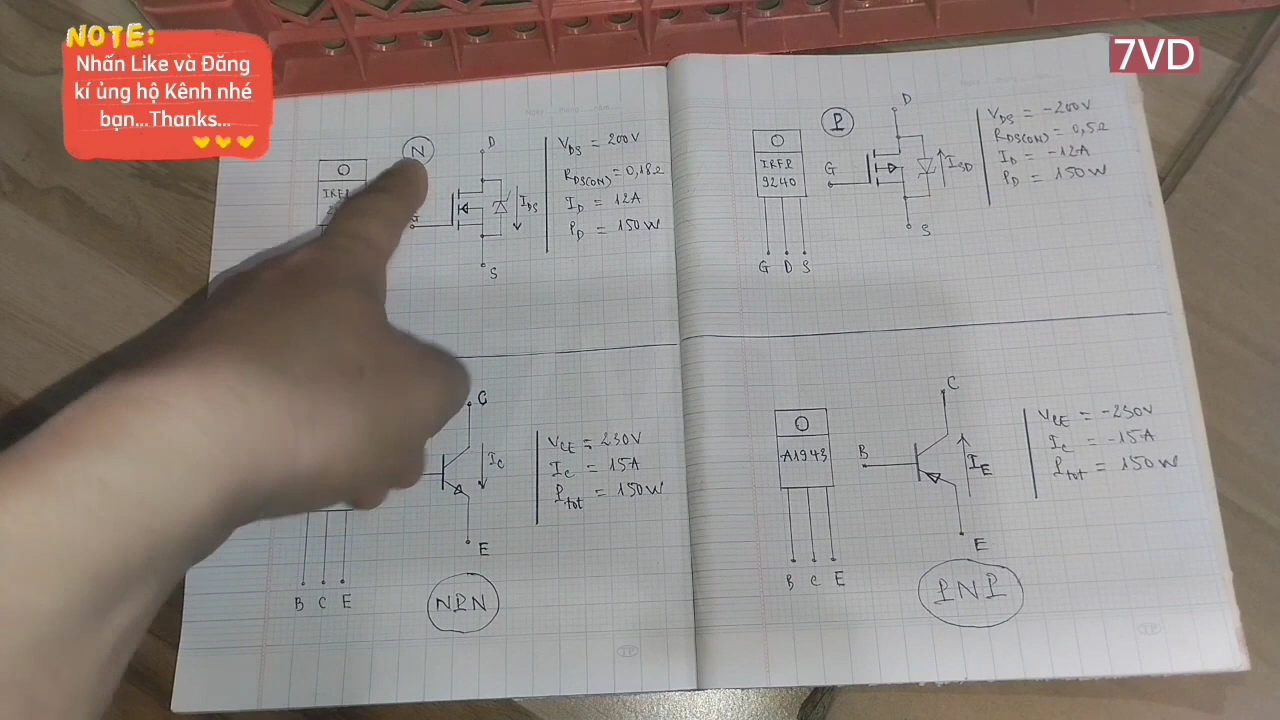 NOTE:
Nhấn Like và Đăng
kí ủng hộ Kênh nhé
bạn...Thanks...
7VD
N
D
S
IDS
VDS = 200V
RDS(ON) = 0,18Ω
ID = 12A
PD = 150W
IRFP
9240
G D S
P
G
D
S
ISD
VDS = -200V
RDS(ON) = 0,5Ω
ID = -12A
PD = 150W
B C E
C
E
IC
NPN
VCE = 230V
IC = 15A
Ptot = 150W
A1943
B C E
B
C
E
IE
PNP
VCE = -230V
IC = -15A
Ptot = 150W